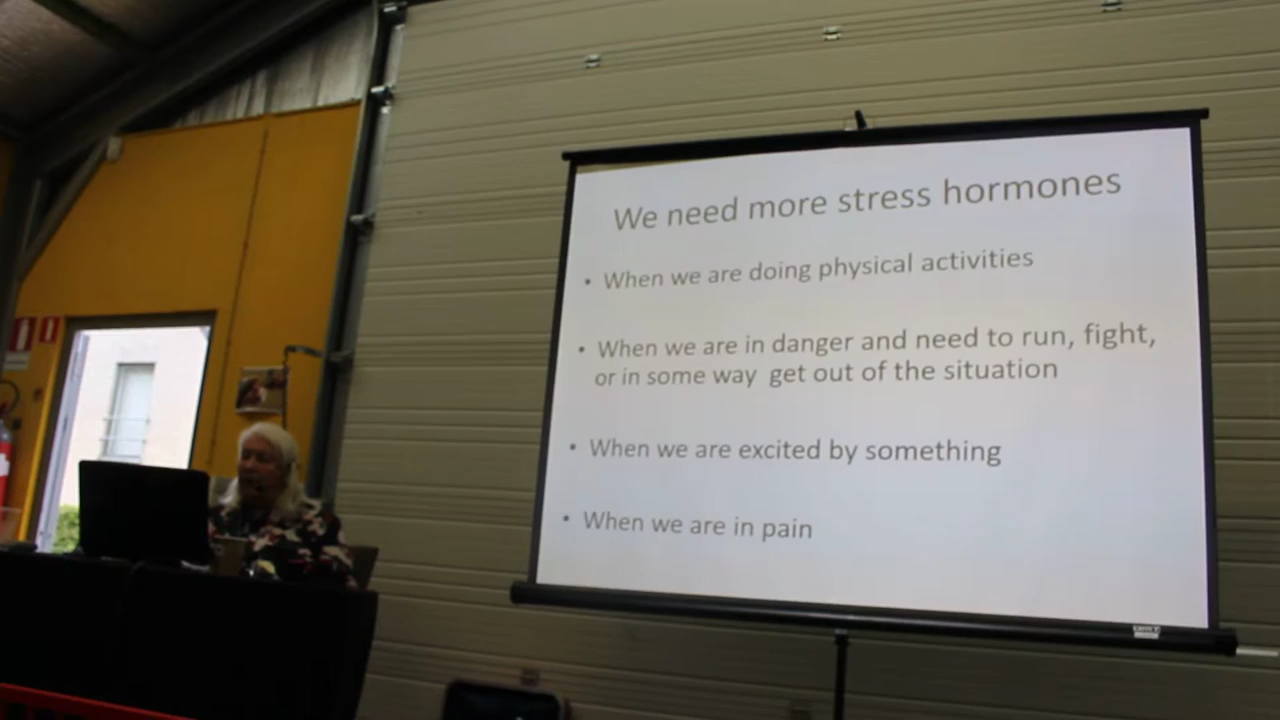 We need more stress hormones
• When we are doing physical activities
• When we are in danger and need to run, fight,
or in some way get out of the situation
• When we are excited by something
• When we are in pain